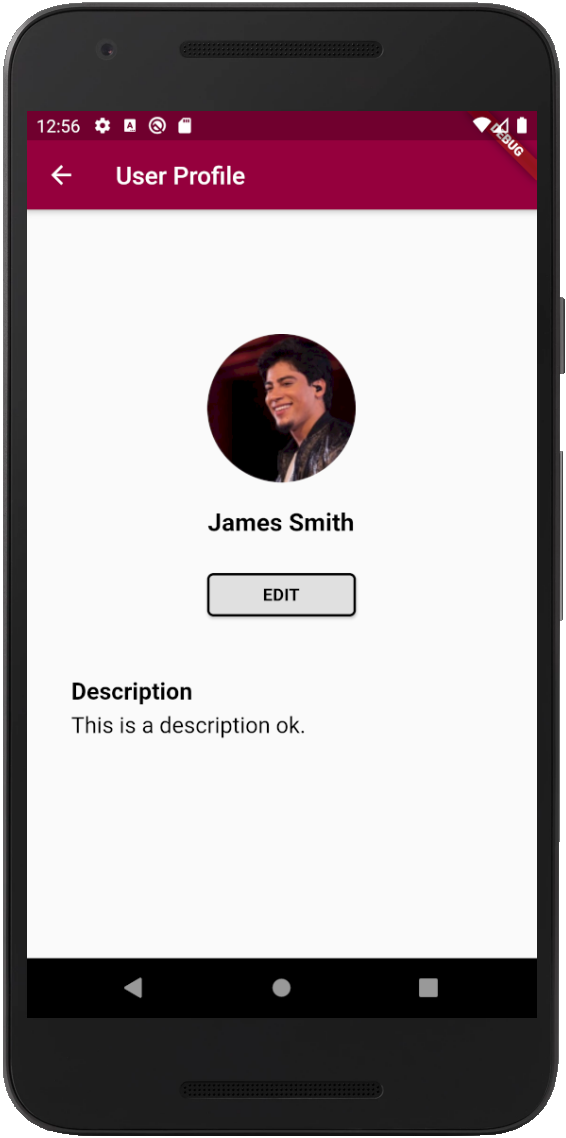 12:56
DEBUG
User Profile
James Smith
EDIT
Description
This is a description ok.